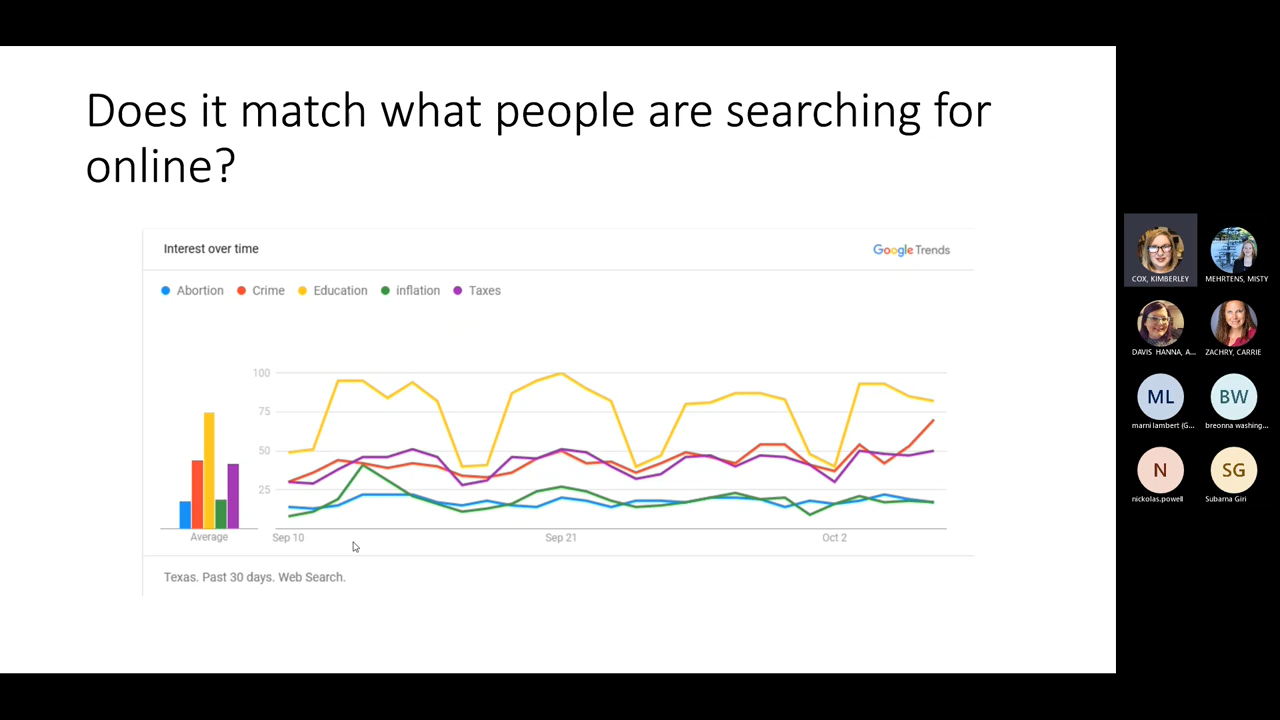 Does it match what people are searching for
online?
Interest over time
Google Trends
Abortion Crime Education inflation Taxes
100
75
50
25
Average
Sep 10 Sep 21 Oct 2
Texas. Past 30 days. Web Search.
COX, KIMBERLEY MEHRTENS, MISTY
DAVIS HANNA, A... ZACHRY, CARRIE
ML BW
marni lambert (G... breonna washing...
N SG
nickolas.powell Subarna Giri